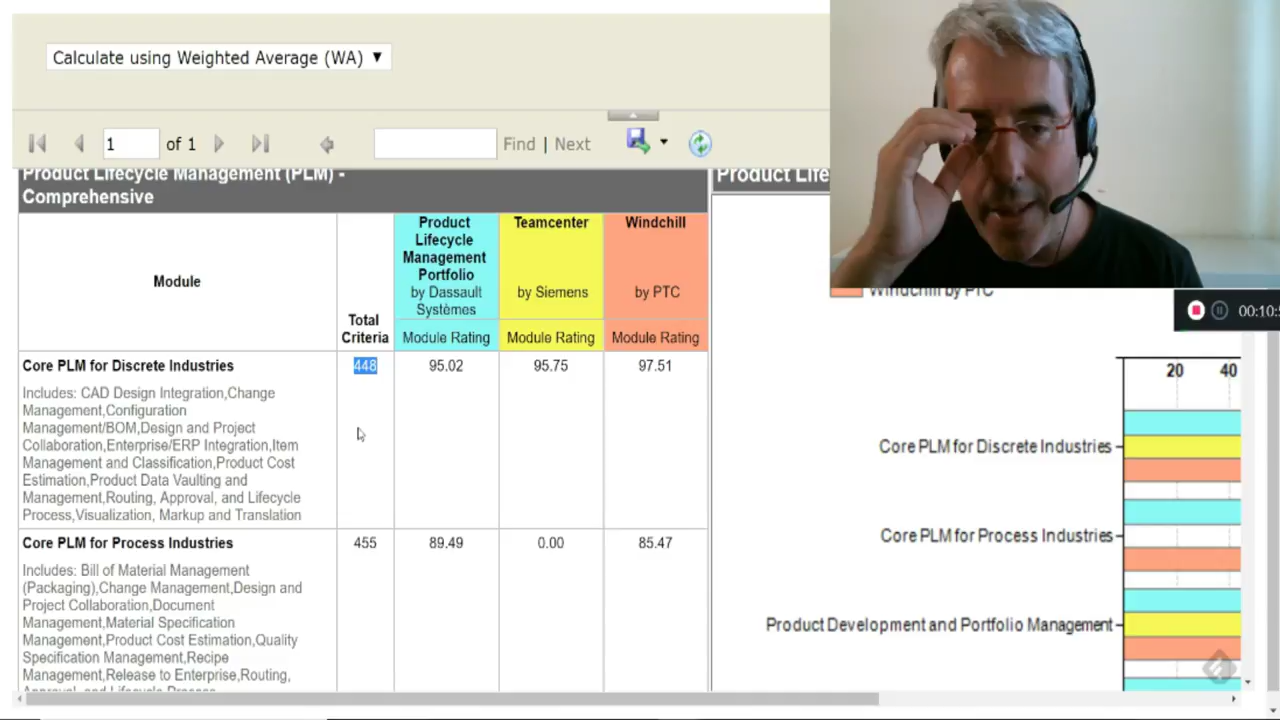 Calculate using Weighted Average (WA) ▼
1 of 1 Find | Next
Product Lifecycle Management (PLM) -
Comprehensive
Module
Total
Criteria
Product
Lifecycle
Management
Portfolio
by Dassault
Systèmes
Module Rating
Teamcenter
by Siemens
Module Rating
Windchill
by PTC
Module Rating
Core PLM for Discrete Industries
448 95.02 95.75 97.51
Includes: CAD Design Integration,Change
Management,Configuration
Management/BOM,Design and Project
Collaboration,Enterprise/ERP Integration,Item
Management and Classification,Product Cost
Estimation,Product Data Vaulting and
Management,Routing, Approval, and Lifecycle
Process,Visualization, Markup and Translation
Core PLM for Process Industries
455 89.49 0.00 85.47
Includes: Bill of Material Management
(Packaging),Change Management,Design and
Project Collaboration,Document
Management,Material Specification
Management,Product Cost Estimation,Quality
Specification Management,Recipe
Management,Release to Enterprise,Routing,
Approval, and Lifecycle Process
Product Life
Windchill by PTC
00:10:
20 40
Core PLM for Discrete Industries
Core PLM for Process Industries
Product Development and Portfolio Management